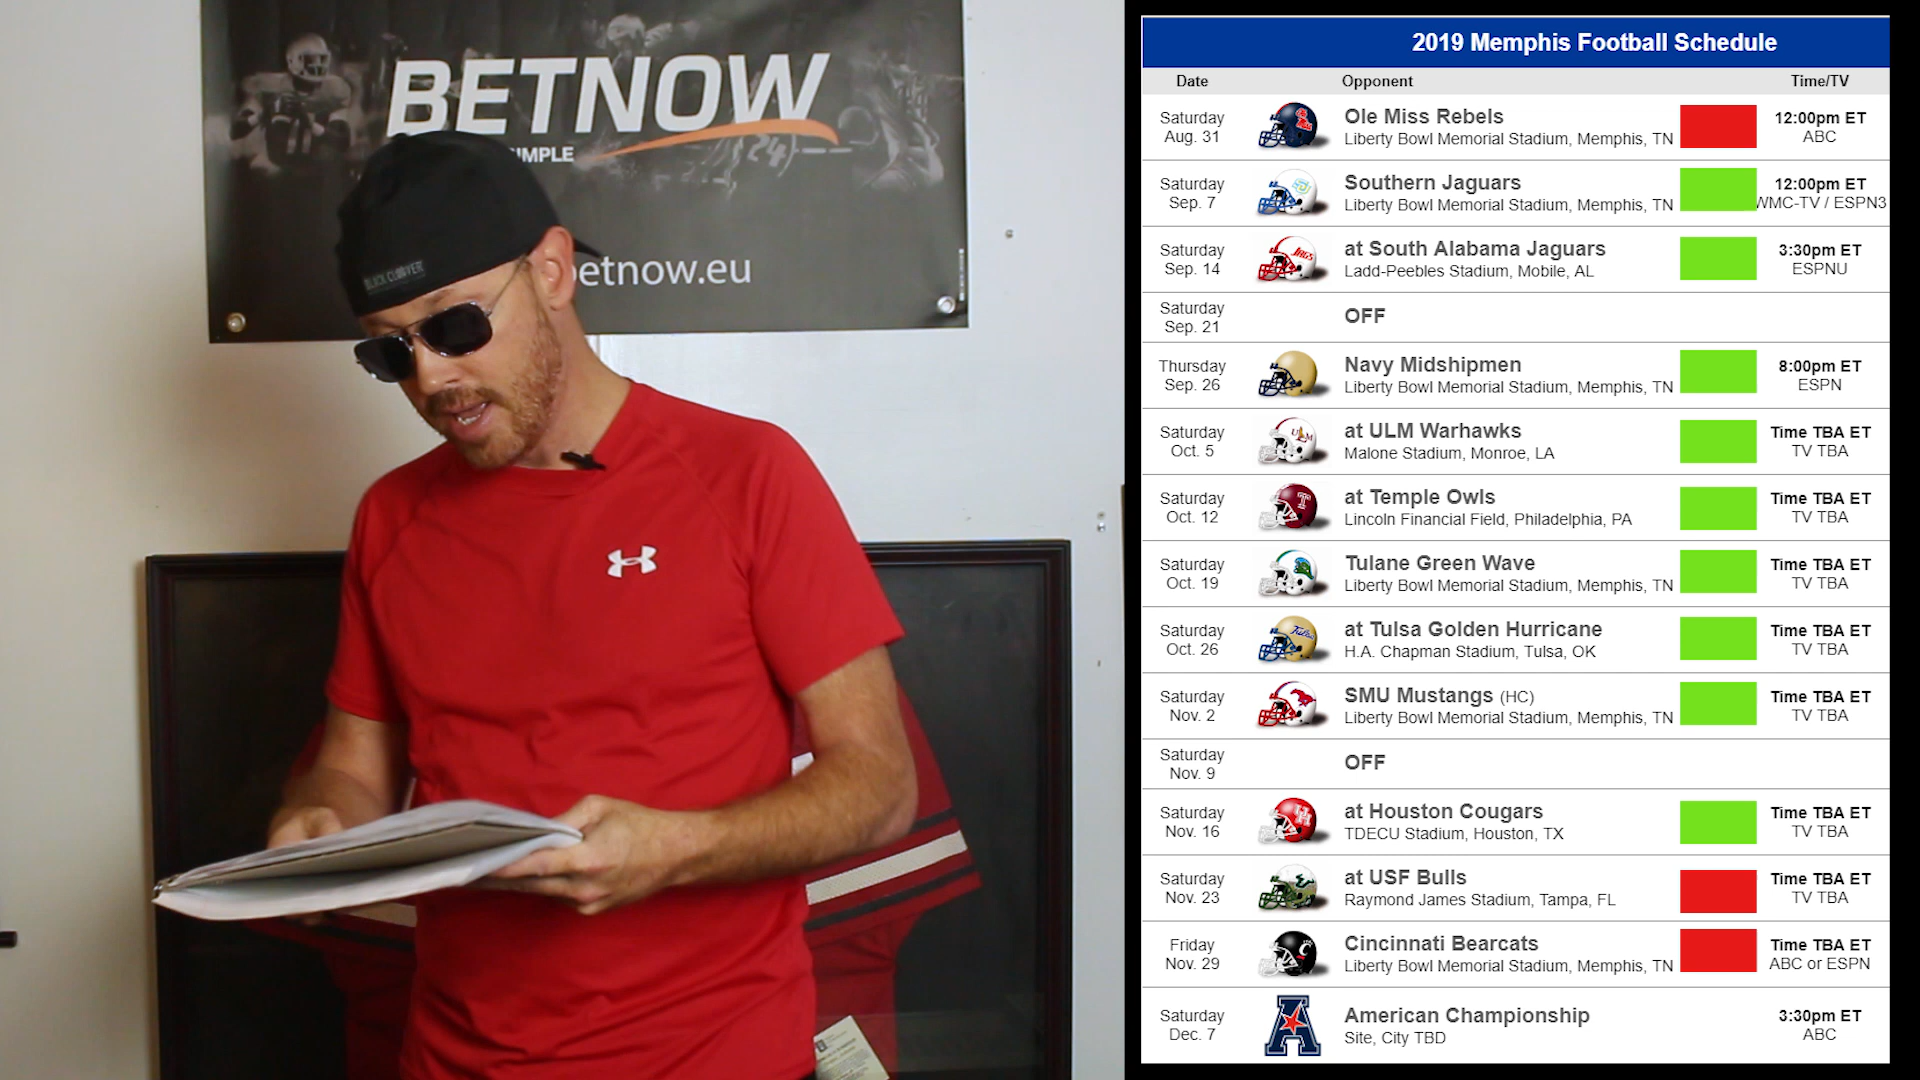 BETNOW
IMPLE
24
betnow.eu
BLACK CLOVER
2019 Memphis Football Schedule
Date Opponent Time/TV
Saturday
Aug. 31
Ole Miss Rebels
Liberty Bowl Memorial Stadium, Memphis, TN
12:00pm ET
ABC
Saturday
Sep. 7
Southern Jaguars
Liberty Bowl Memorial Stadium, Memphis, TN
12:00pm ET
WMC-TV / ESPN3
Saturday
Sep. 14
JAGS
at South Alabama Jaguars
Ladd-Peebles Stadium, Mobile, AL
3:30pm ET
ESPNU
Saturday
Sep. 21
OFF
Thursday
Sep. 26
Navy Midshipmen
Liberty Bowl Memorial Stadium, Memphis, TN
8:00pm ET
ESPN
Saturday
Oct. 5
ULM
at ULM Warhawks
Malone Stadium, Monroe, LA
Time TBA ET
TV TBA
Saturday
Oct. 12
T
at Temple Owls
Lincoln Financial Field, Philadelphia, PA
Time TBA ET
TV TBA
Saturday
Oct. 19
Tulane Green Wave
Liberty Bowl Memorial Stadium, Memphis, TN
Time TBA ET
TV TBA
Saturday
Oct. 26
Tulsa
at Tulsa Golden Hurricane
H.A. Chapman Stadium, Tulsa, OK
Time TBA ET
TV TBA
Saturday
Nov. 2
SMU Mustangs (HC)
Liberty Bowl Memorial Stadium, Memphis, TN
Time TBA ET
TV TBA
Saturday
Nov. 9
OFF
Saturday
Nov. 16
at Houston Cougars
TDECU Stadium, Houston, TX
Time TBA ET
TV TBA
Saturday
Nov. 23
at USF Bulls
Raymond James Stadium, Tampa, FL
Time TBA ET
TV TBA
Friday
Nov. 29
C
Cincinnati Bearcats
Liberty Bowl Memorial Stadium, Memphis, TN
Time TBA ET
ABC or ESPN
Saturday
Dec. 7
A
American Championship
Site, City TBD
3:30pm ET
ABC